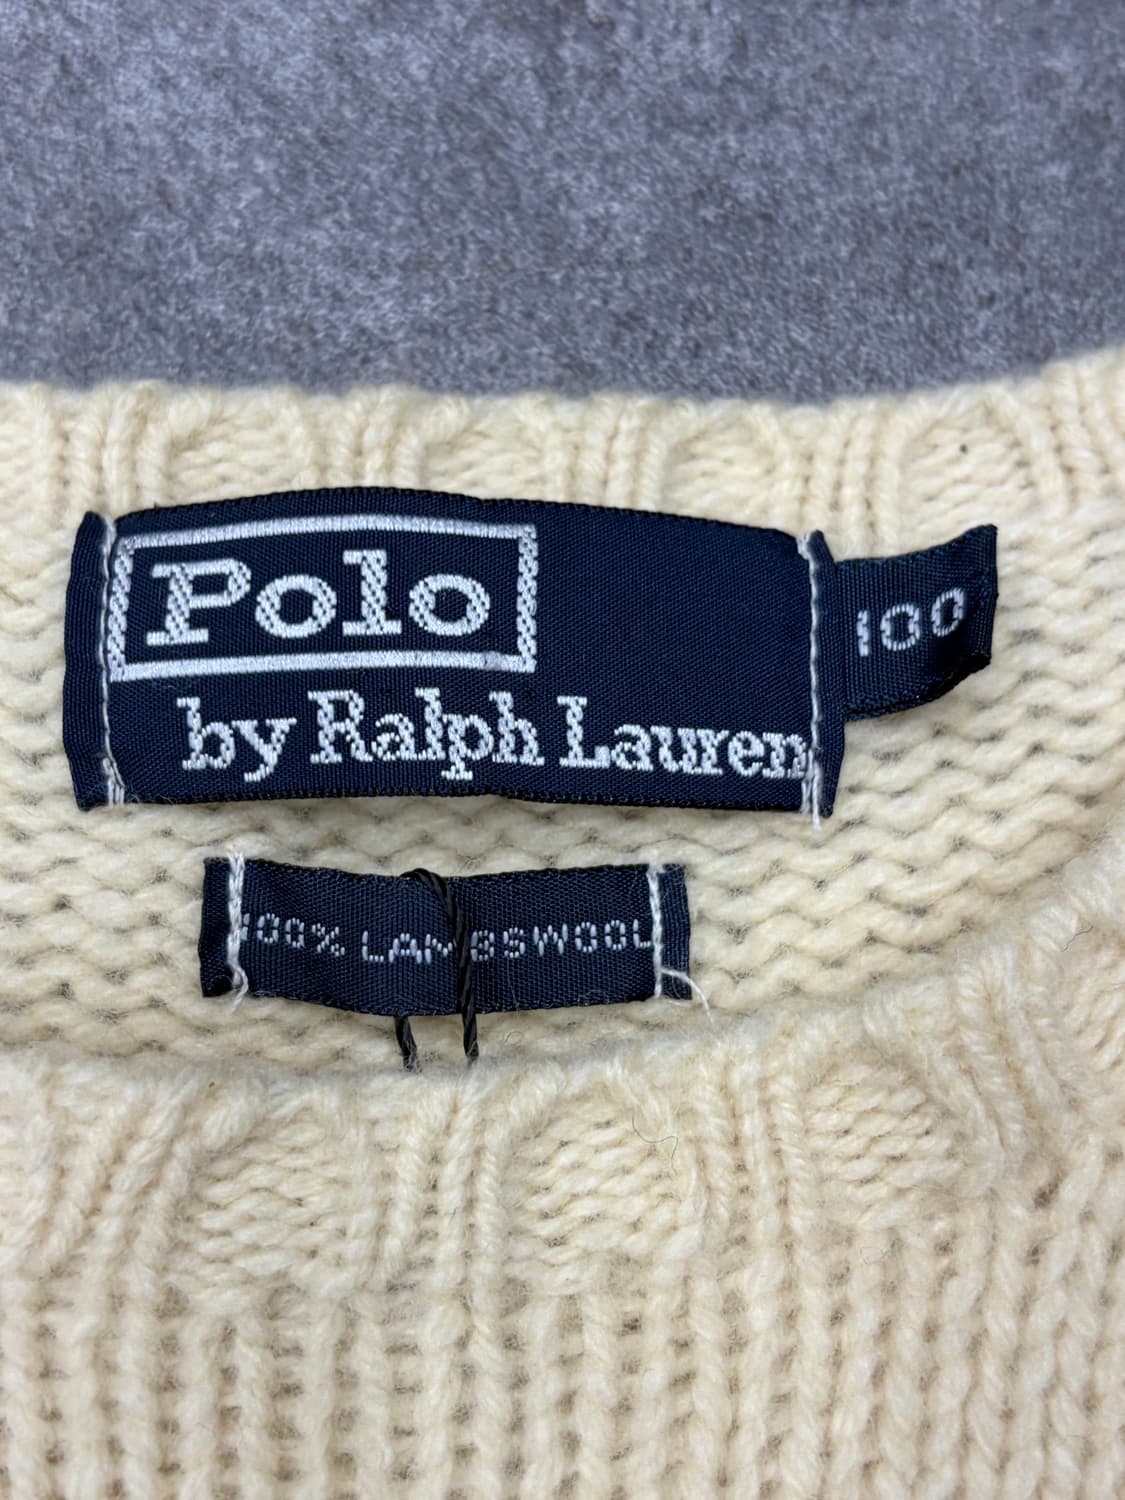 Polo
by Ralph Lauren
100
100% LAMBSWOOL